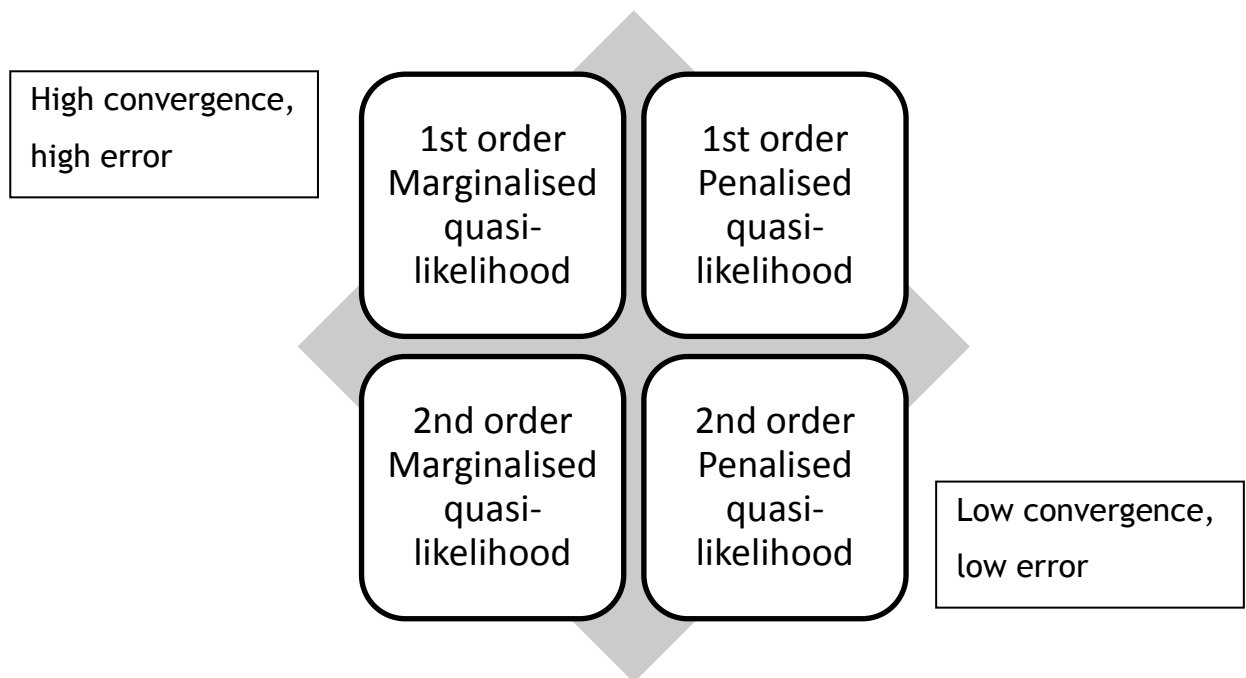 High convergence,
high error
1st order
Marginalised
quasi-
likelihood
1st order
Penalised
quasi-
likelihood
2nd order
Marginalised
quasi-
likelihood
2nd order
Penalised
quasi-
likelihood
Low convergence,
low error